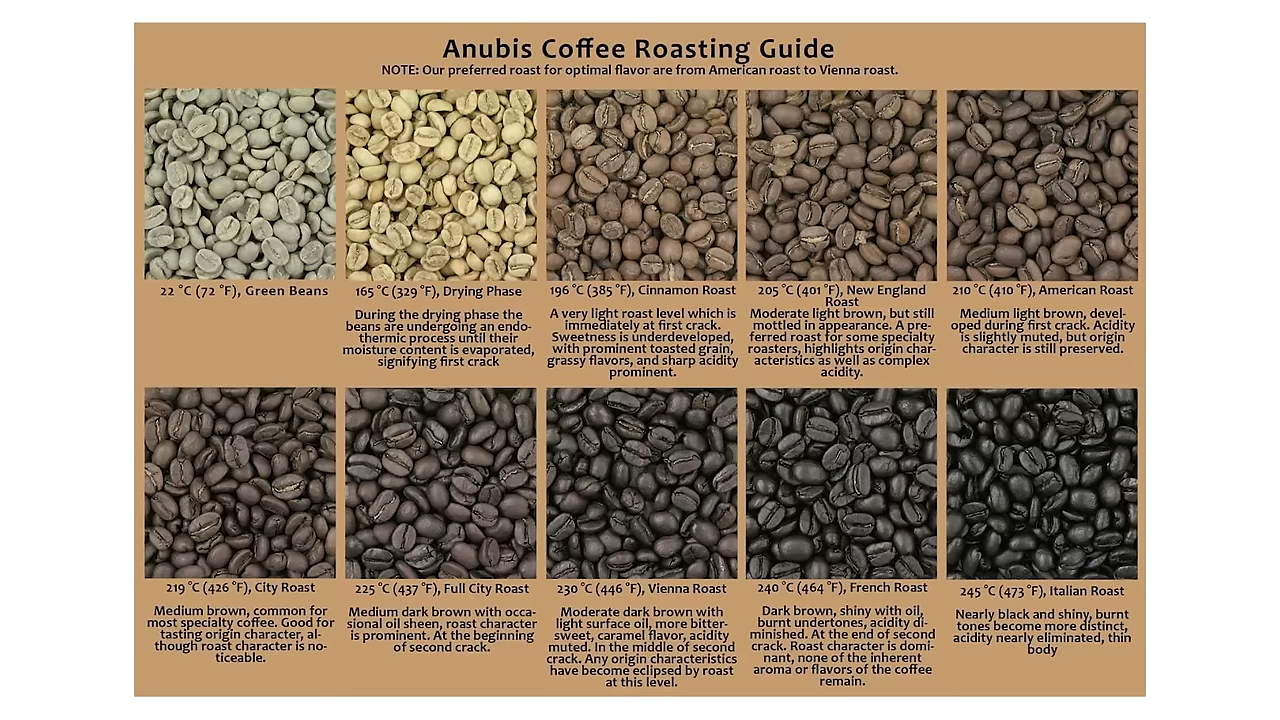 Anubis Coffee Roasting Guide
NOTE: Our preferred roast for optimal flavor are from American roast to Vienna roast.
22 °C (72 °F), Green Beans
165 °C (329 °F), Drying Phase
During the drying phase the
beans are undergoing an endo-
thermic process until their
moisture content is evaporated,
signifying first crack
196 °C (385 °F), Cinnamon Roast
A very light roast level which is
immediately at first crack.
Sweetness is underdeveloped,
with prominent toasted grain,
grassy flavors, and sharp acidity
prominent.
205 °C (401 °F), New England
Roast
Moderate light brown, but still
mottled in appearance. A pre-
ferred roast for some specialty
roasters, highlights origin char-
acteristics as well as complex
acidity.
210 °C (410 °F), American Roast
Medium light brown, devel-
oped during first crack. Acidity
is slightly muted, but origin
character is still preserved.
219 °C (426 °F), City Roast
Medium brown, common for
most specialty coffee. Good for
tasting origin character, al-
though roast character is no-
ticeable.
225 °C (437 °F), Full City Roast
Medium dark brown with occa-
sional oil sheen, roast character
is prominent. At the beginning
of second crack.
230 °C (446 °F), Vienna Roast
Moderate dark brown with
light surface oil, more bitter-
sweet, caramel flavor, acidity
muted. In the middle of second
crack. Any origin characteristics
have become eclipsed by roast
at this level.
240 °C (464 °F), French Roast
Dark brown, shiny with oil,
burnt undertones, acidity di-
minished. At the end of second
crack. Roast character is domi-
nant, none of the inherent
aroma or flavors of the coffee
remain.
245 °C (473 °F), Italian Roast
Nearly black and shiny, burnt
tones become more distinct,
acidity nearly eliminated, thin
body